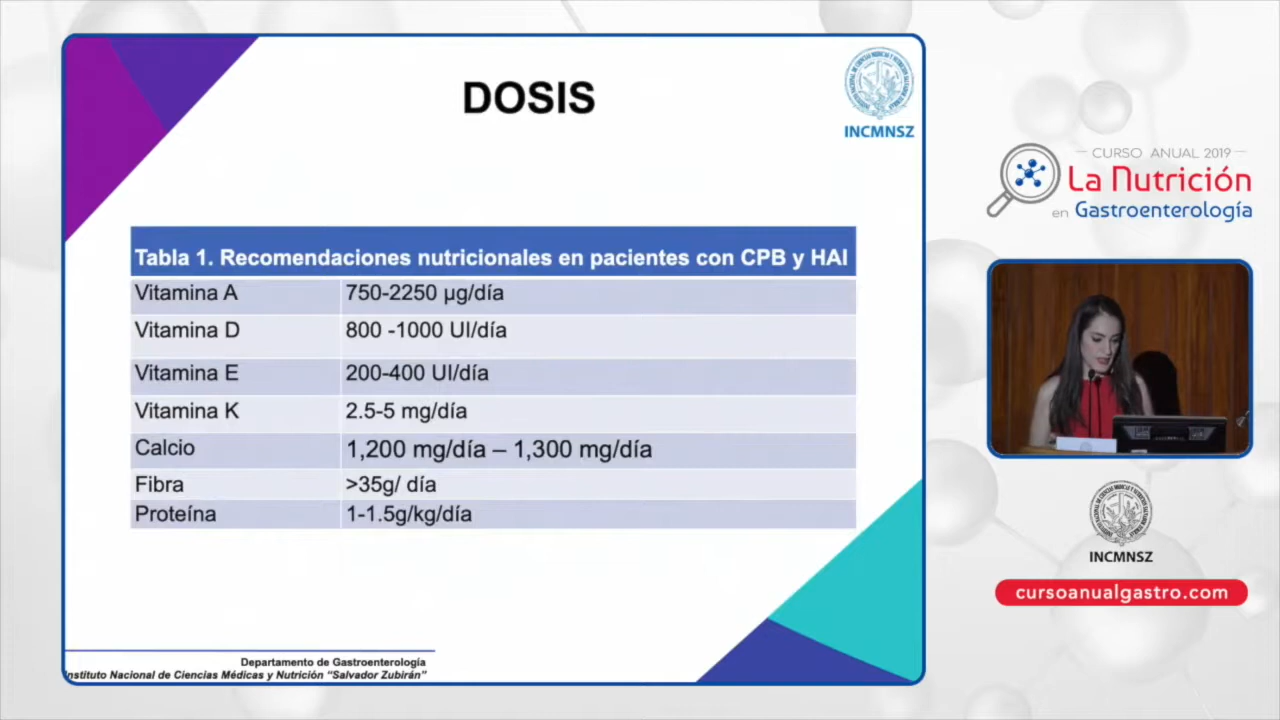 DOSIS
INCMNSZ
Tabla 1. Recomendaciones nutricionales en pacientes con CPB y HAI
Vitamina A 750-2250 µg/día
Vitamina D 800 -1000 UI/día
Vitamina E 200-400 UI/día
Vitamina K 2.5-5 mg/día
Calcio 1,200 mg/día – 1,300 mg/día
Fibra >35g/ día
Proteína 1-1.5g/kg/día
Departamento de Gastroenterología
nstituto Nacional de Ciencias Médicas y Nutrición “Salvador Zubirán”
CURSO ANUAL 2019
La Nutrición
en Gastroenterología
INCMNSZ
cursoanualgastro.com